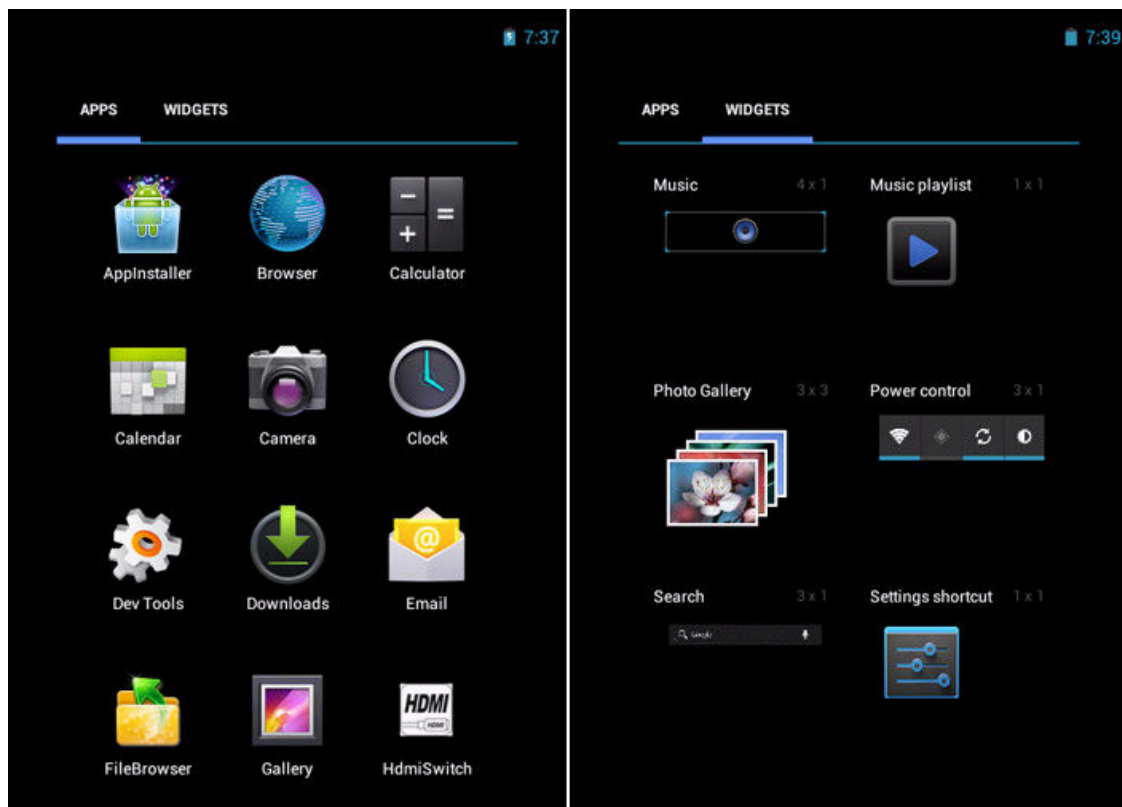 7:37
APPS WIDGETS
AppInstaller Browser Calculator
Calendar Camera Clock
Dev Tools Downloads Email
HDMI
HDMI
FileBrowser Gallery HdmiSwitch
7:39
APPS WIDGETS
Music 4 x 1 Music playlist 1 x 1
Photo Gallery 3 x 3 Power control 3 x 1
Search 3 x 1 Settings shortcut 1 x 1
Google